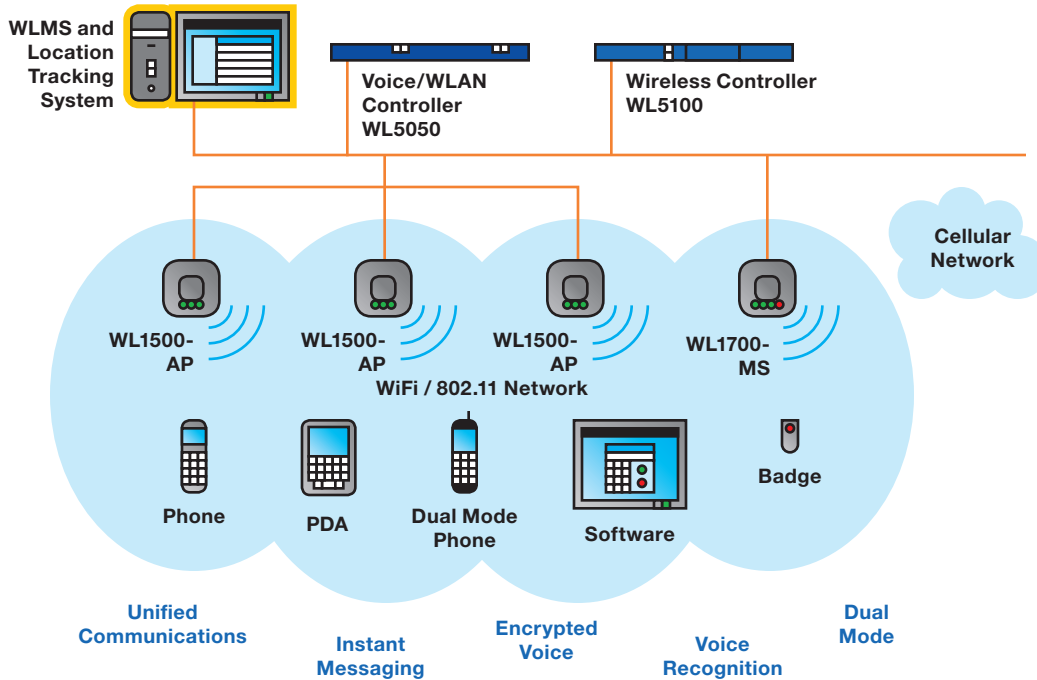 WLMS and
Location
Tracking
System
Voice/WLAN
Controller
WL5050
Wireless Controller
WL5100
Cellular
Network
WL1500-
AP
WL1500-
AP
WL1500-
AP
WL1700-
MS
WiFi / 802.11 Network
Phone
PDA
Dual Mode
Phone
Software
Badge
Unified
Communications
Instant
Messaging
Encrypted
Voice
Voice
Recognition
Dual
Mode